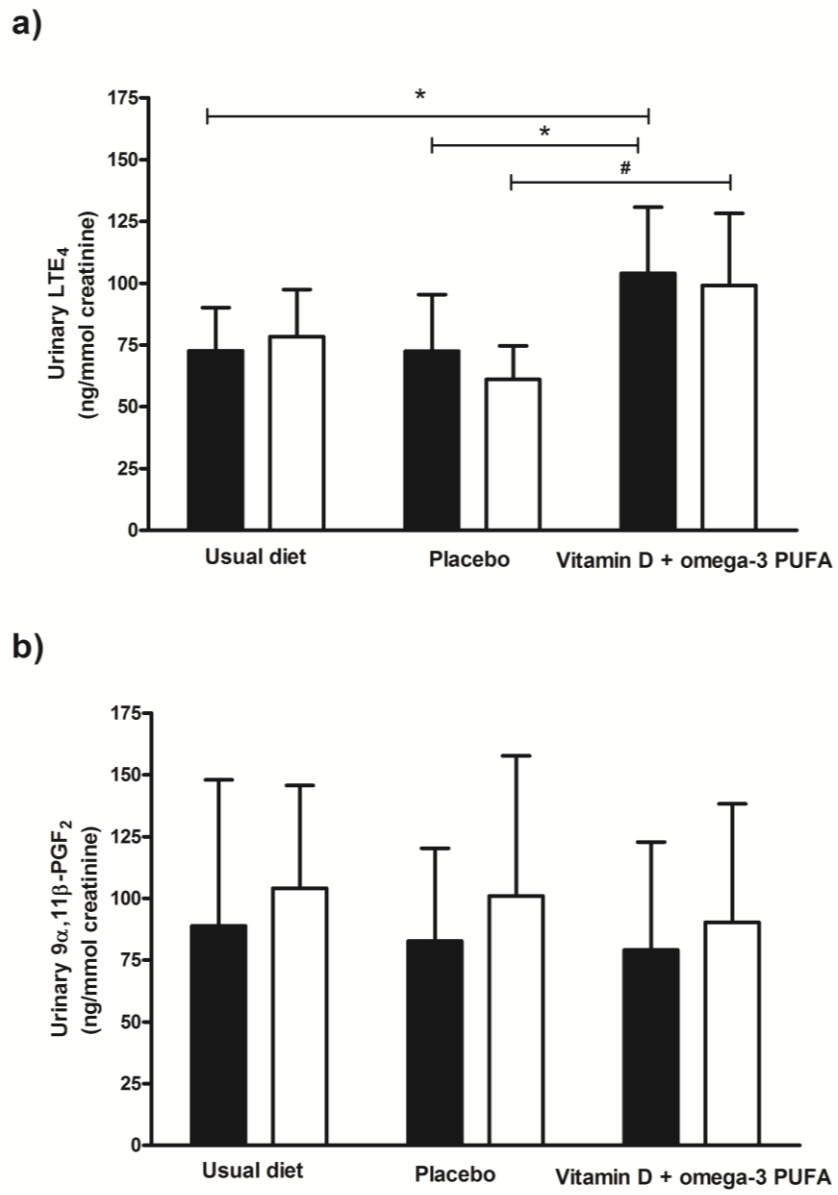 a)
175
*
150
*
#
125
100
75
50
25
0
Urinary LTE₄
(ng/mmol creatinine)
Usual diet
Placebo
Vitamin D + omega-3 PUFA
b)
175
150
125
100
75
50
25
0
Urinary 9α,11β-PGF₂
(ng/mmol creatinine)
Usual diet
Placebo
Vitamin D + omega-3 PUFA